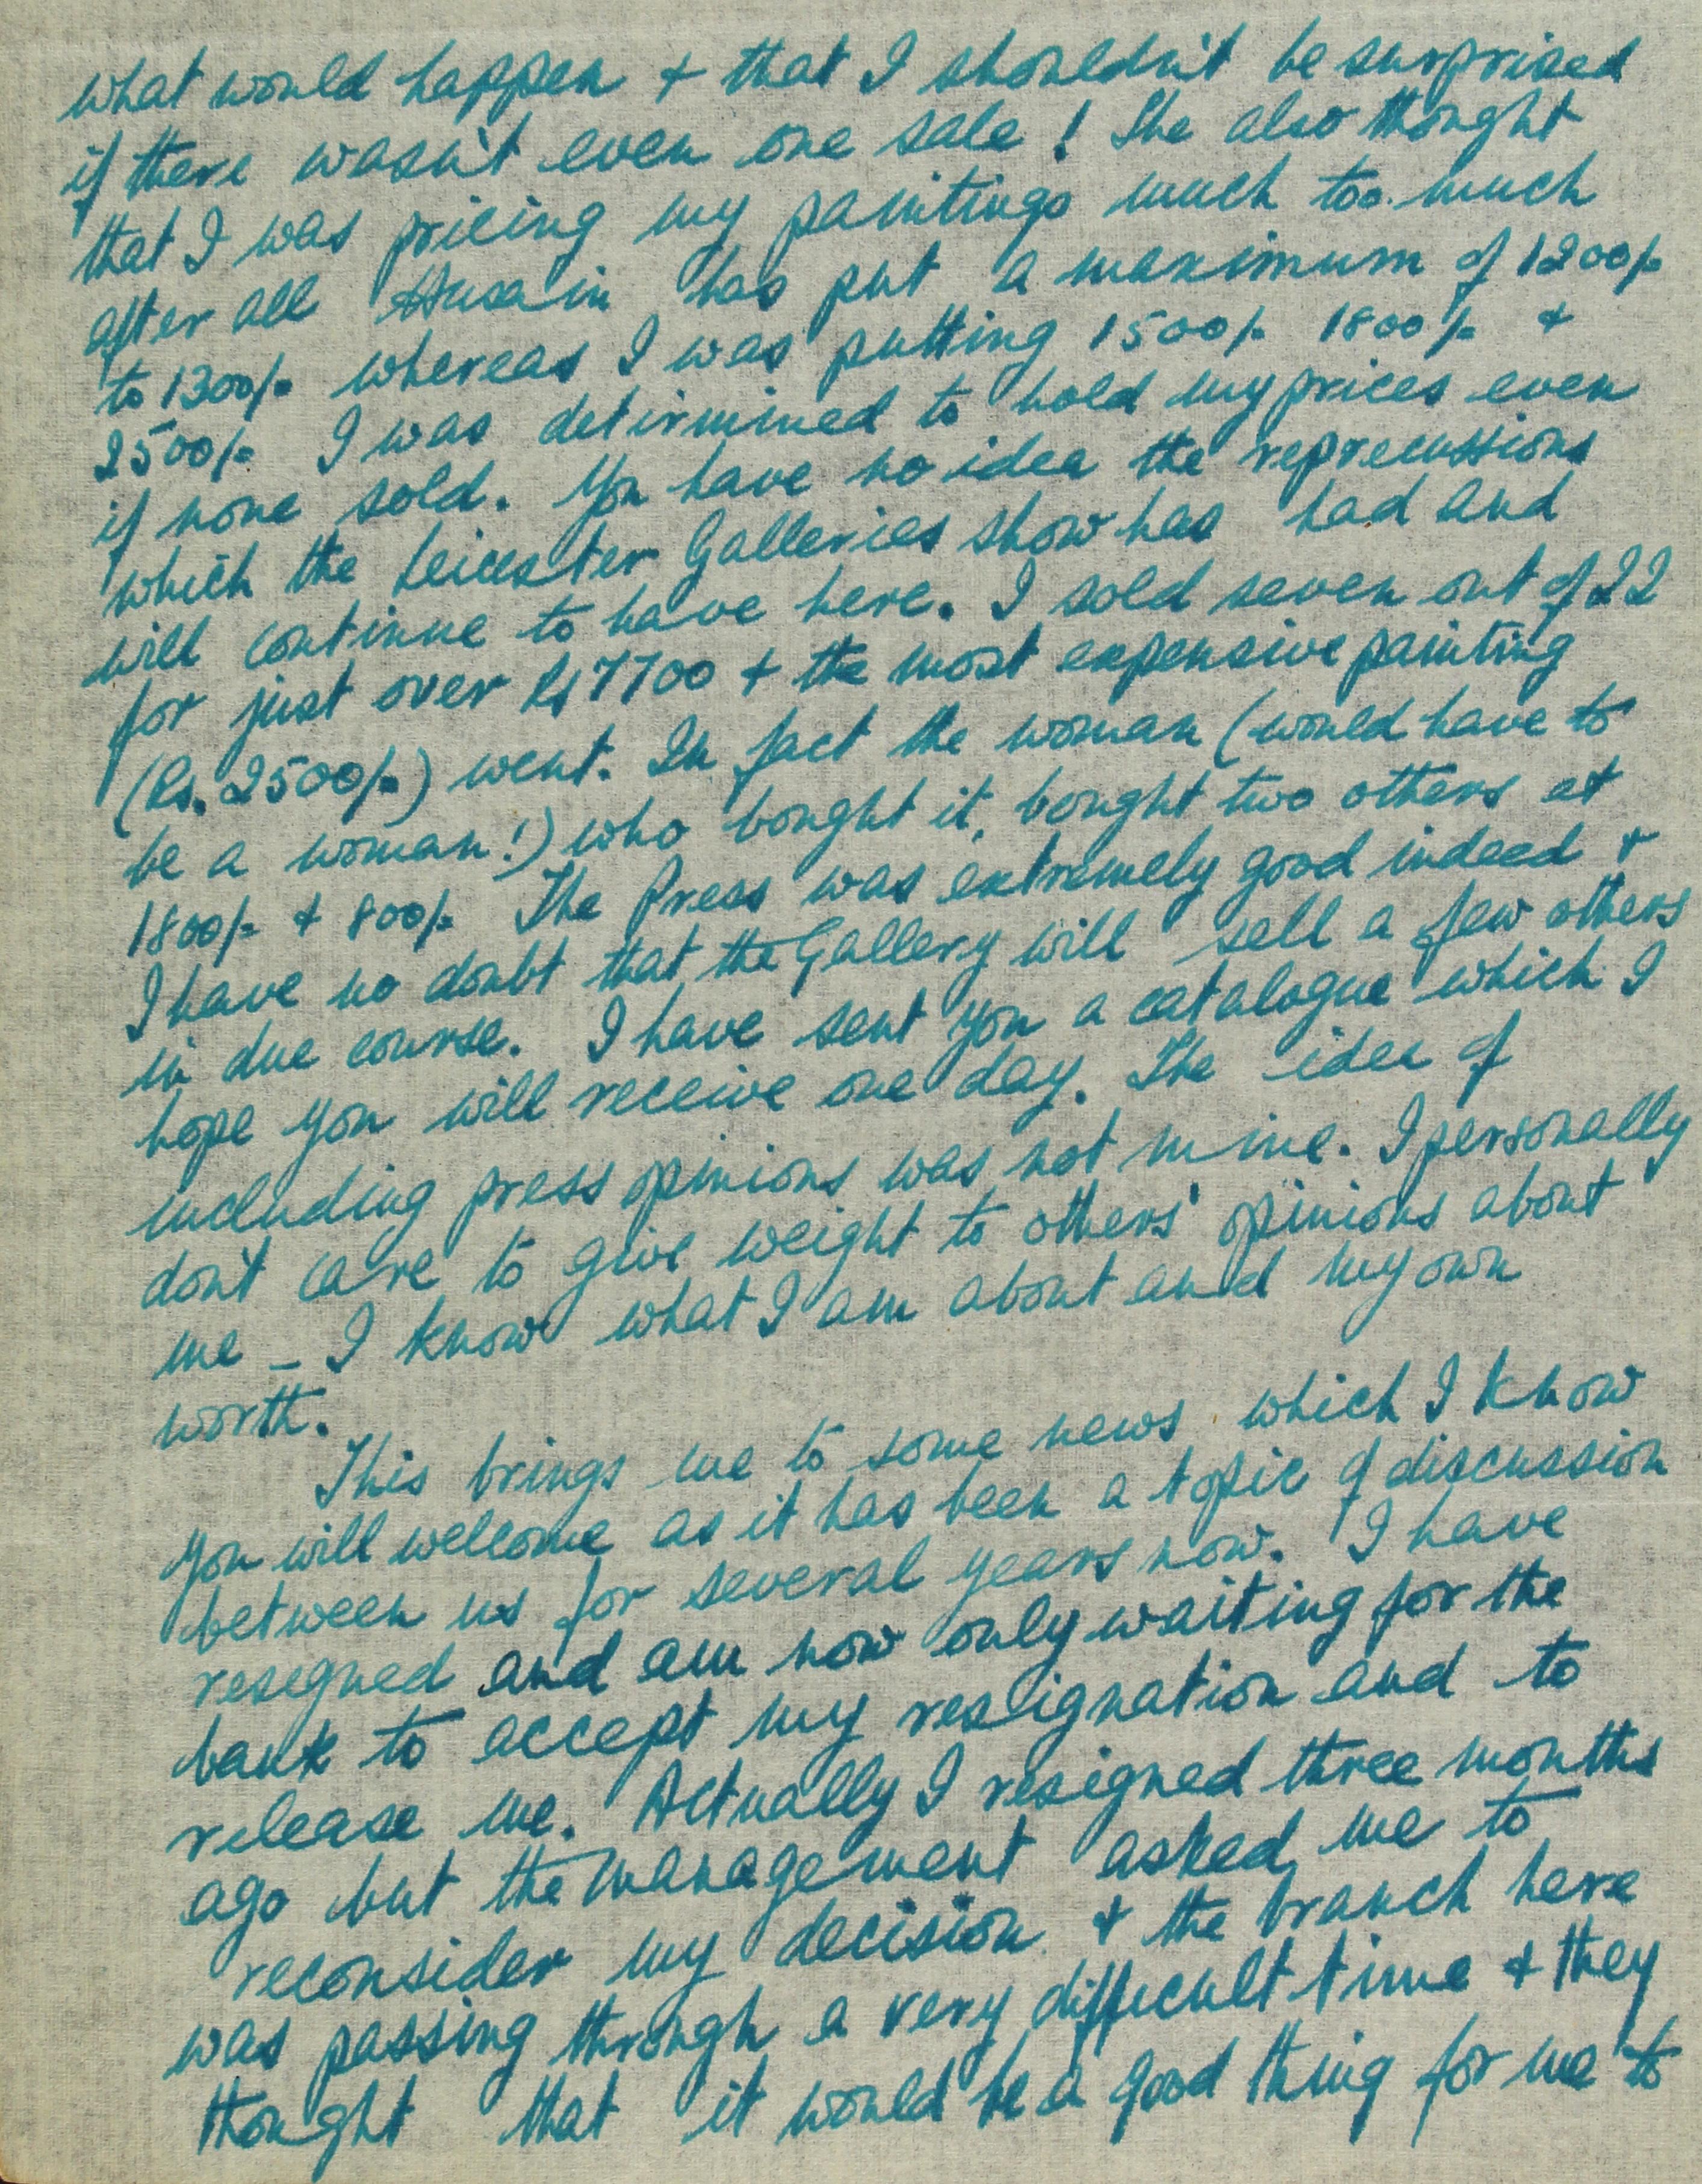 what would happen + that I shouldn't be surprised
if there wasn't even one sale! She also thought
that I was pricing my paintings much too much
after all Husain has put a maximum of 1200/-
to 1300/- whereas I was putting 1500/- 1800/- +
2500/- I was detirmined to hold my prices even
if none sold. You have no idea the reprecussions
which the Leicester Galleries show has had and
will continue to have here. I sold seven out of 22
for just over Rs 7700 + the most expensive painting
(Rs. 2500/-) went. In fact the woman (would have to
be a woman!) who bought it, bought two others at
1800/- + 800/- The Press was extremely good indeed +
I have no doubt that the Gallery will sell a few others
in due course. I have sent you a catalogue which I
hope you will receive one day. The idea of
including press opinions was not mine. I personally
don't care to give weight to others' opinions about
me – I know what I am about and my own
worth.
This brings me to some news which I know
you will wellcome as it has been a topic of discussion
between us for several years now. I have
resigned and am now only waiting for the
bank to accept my resignation and to
release me. Actually I resigned three months
ago but the management asked me to
reconsider my decision + the branch here
was passing through a very difficult time + they
thought that it would be a good thing for me to